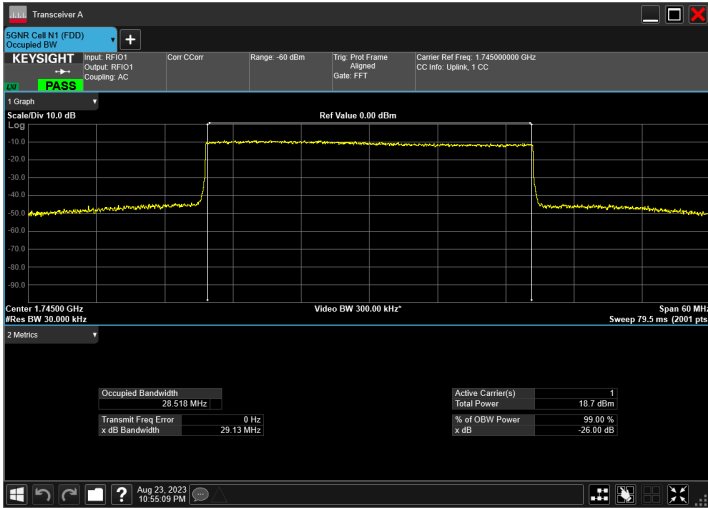 Transceiver A
5GNR Cell N1 (FDD)
Occupied BW
KEYSIGHT
LXI
PASS
Input: RFIO1
Output: RFIO1
Coupling: AC
Corr CCorr
Range: -60 dBm
Trig: Prot Frame
Aligned
Gate: FFT
Carrier Ref Freq: 1.745000000 GHz
CC Info: Uplink, 1 CC
1 Graph
Scale/Div 10.0 dB
Ref Value 0.00 dBm
Log
-10.0
-20.0
-30.0
-40.0
-50.0
-60.0
-70.0
-80.0
-90.0
Center 1.74500 GHz
Video BW 300.00 kHz*
Span 60 MHz
#Res BW 30.000 kHz
Sweep 79.5 ms (2001 pts
2 Metrics
Occupied Bandwidth
28.518 MHz
Transmit Freq Error 0 Hz
x dB Bandwidth 29.13 MHz
Active Carrier(s) 1
Total Power 18.7 dBm
% of OBW Power 99.00 %
x dB -26.00 dB
Aug 23, 2023
10:55:09 PM